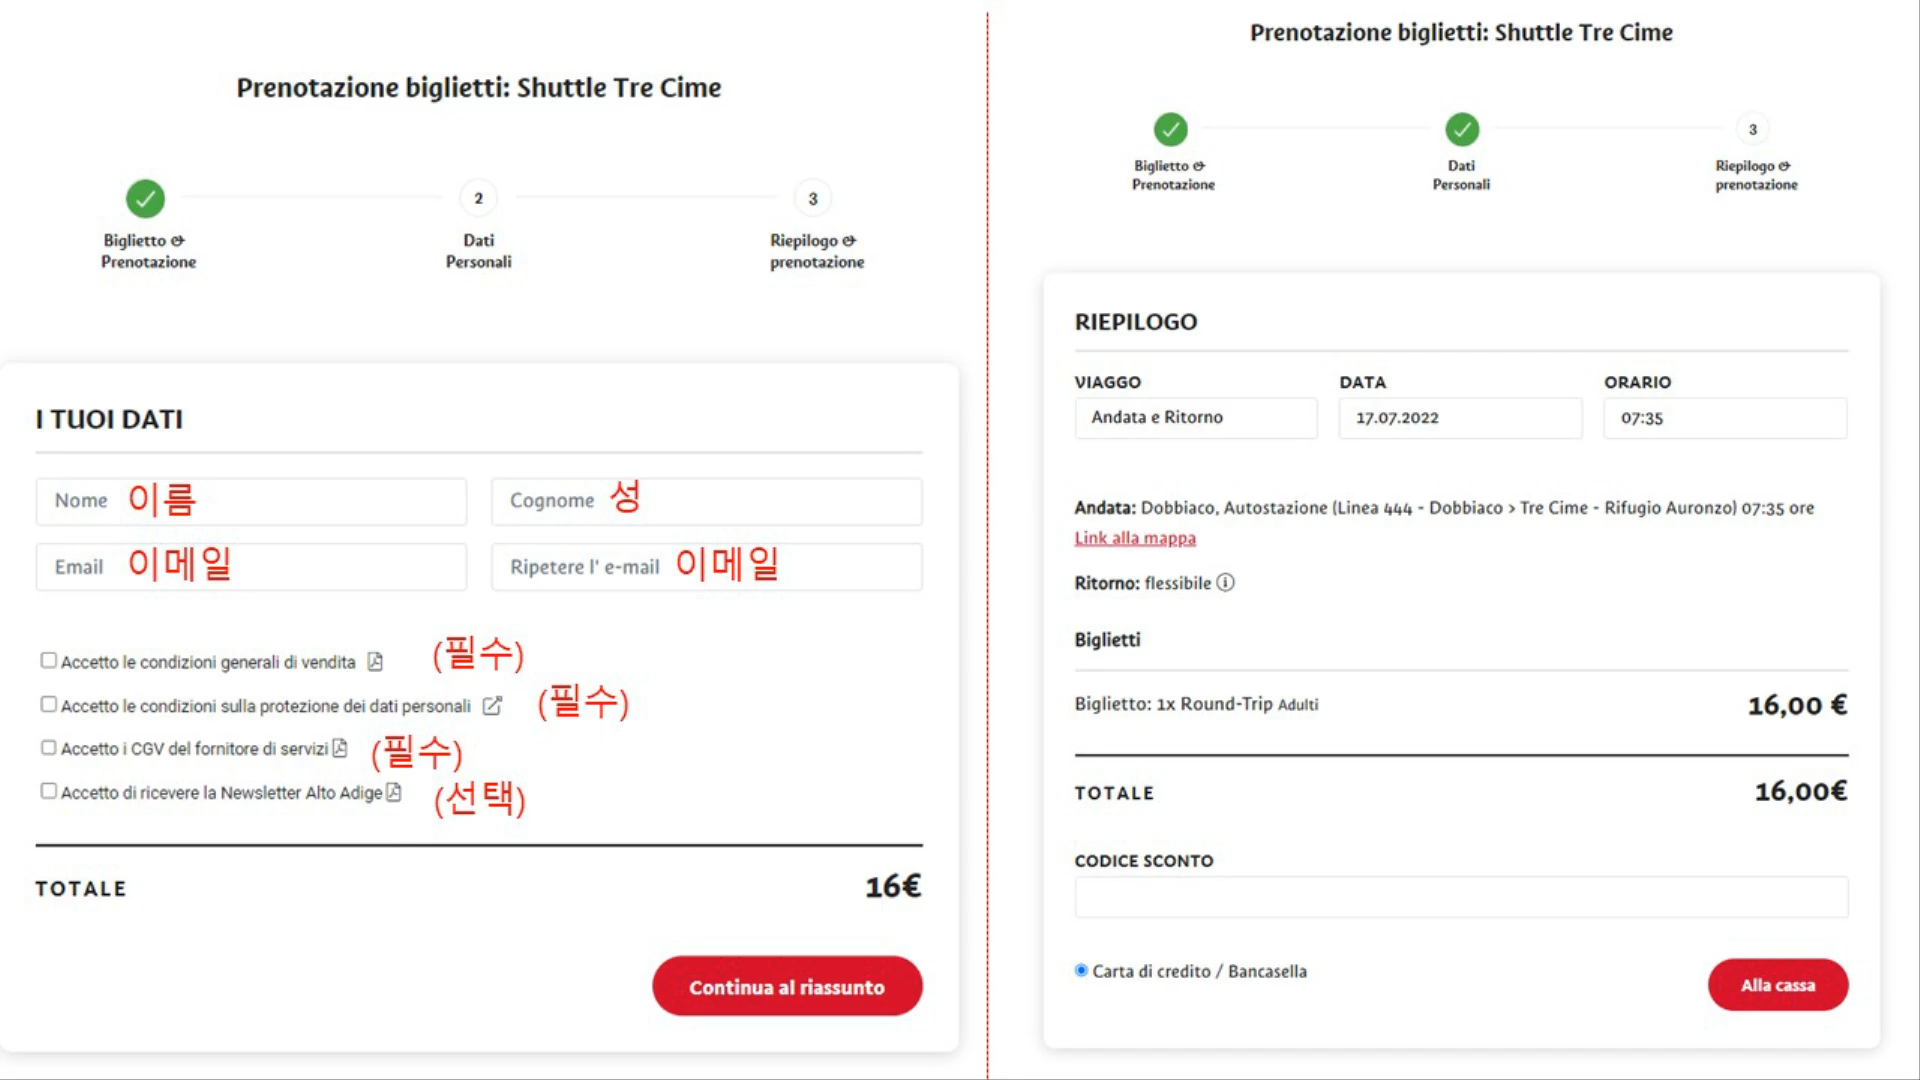 Prenotazione biglietti: Shuttle Tre Cime
2
3
Biglietto &
Prenotazione
Dati
Personali
Riepilogo &
prenotazione
I TUOI DATI
Nome 이름
Cognome 성
Email 이메일
Ripetere l' e-mail 이메일
Accetto le condizioni generali di vendita (필수)
Accetto le condizioni sulla protezione dei dati personali (필수)
Accetto i CGV del fornitore di servizi (필수)
Accetto di ricevere la Newsletter Alto Adige (선택)
TOTALE 16€
Continua al riassunto
Prenotazione biglietti: Shuttle Tre Cime
3
Biglietto &
Prenotazione
Dati
Personali
Riepilogo &
prenotazione
RIEPILOGO
VIAGGO DATA ORARIO
Andata e Ritorno 17.07.2022 07:35
Andata: Dobbiaco, Autostazione (Linea 444 - Dobbiaco > Tre Cime - Rifugio Auronzo) 07:35 ore
Link alla mappa
Ritorno: flessibile
Biglietti
Biglietto: 1x Round-Trip Adulti 16,00 €
TOTALE 16,00€
CODICE SCONTO
Carta di credito / Bancasella
Alla cassa